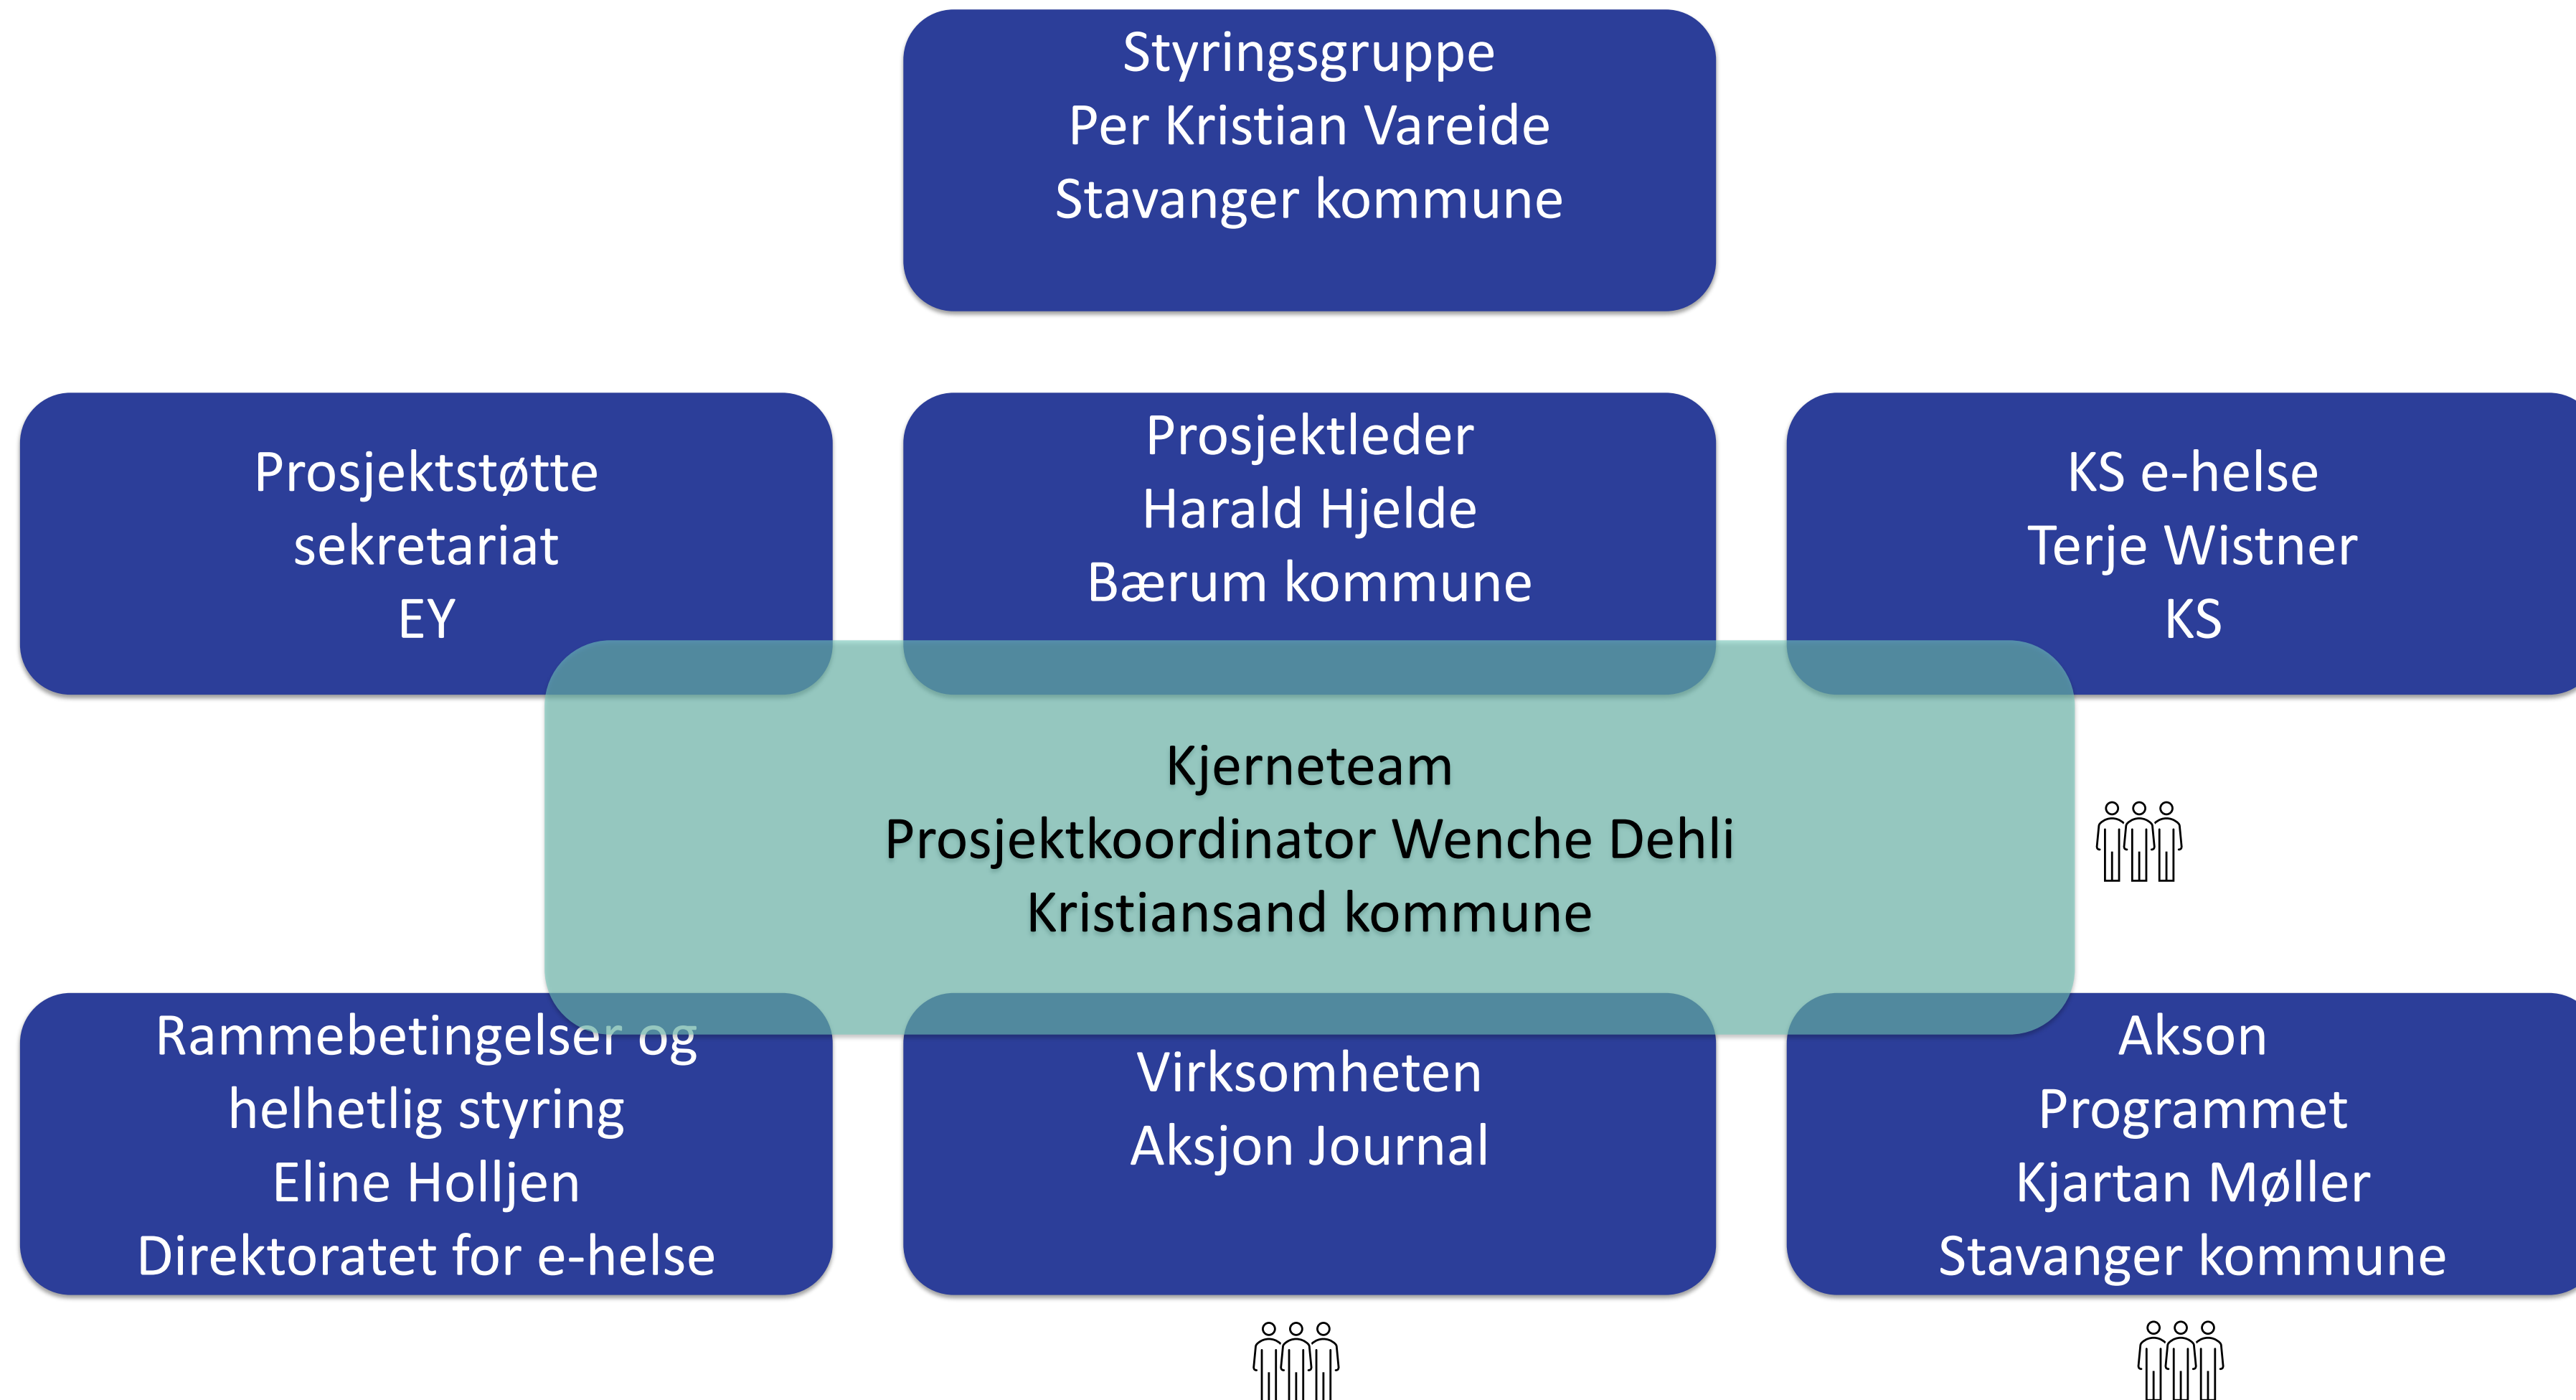 Styringsgruppe
Per Kristian Vareide
Stavanger kommune
Prosjektstøtte
sekretariat
EY
Prosjektleder
Harald Hjelde
Bærum kommune
KS e-helse
Terje Wistner
KS
Kjerneteam
Prosjektkoordinator Wenche Dehli
Kristiansand kommune
Rammebetingelser og
helhetlig styring
Eline Holljen
Direktoratet for e-helse
Virksomheten
Aksjon Journal
Akson
Programmet
Kjartan Møller
Stavanger kommune